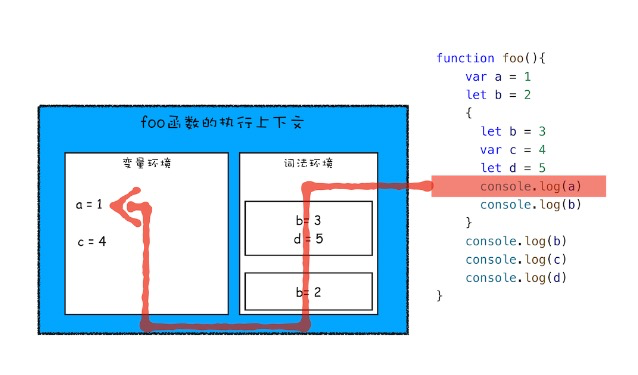 foo函数的执行上下文
变量环境
a = 1
c = 4
词法环境
b= 3
d = 5
b= 2
function foo(){
    var a = 1
    let b = 2
    {
      let b = 3
      var c = 4
      let d = 5
      console.log(a)
      console.log(b)
    }
    console.log(b)
    console.log(c)
    console.log(d)
}